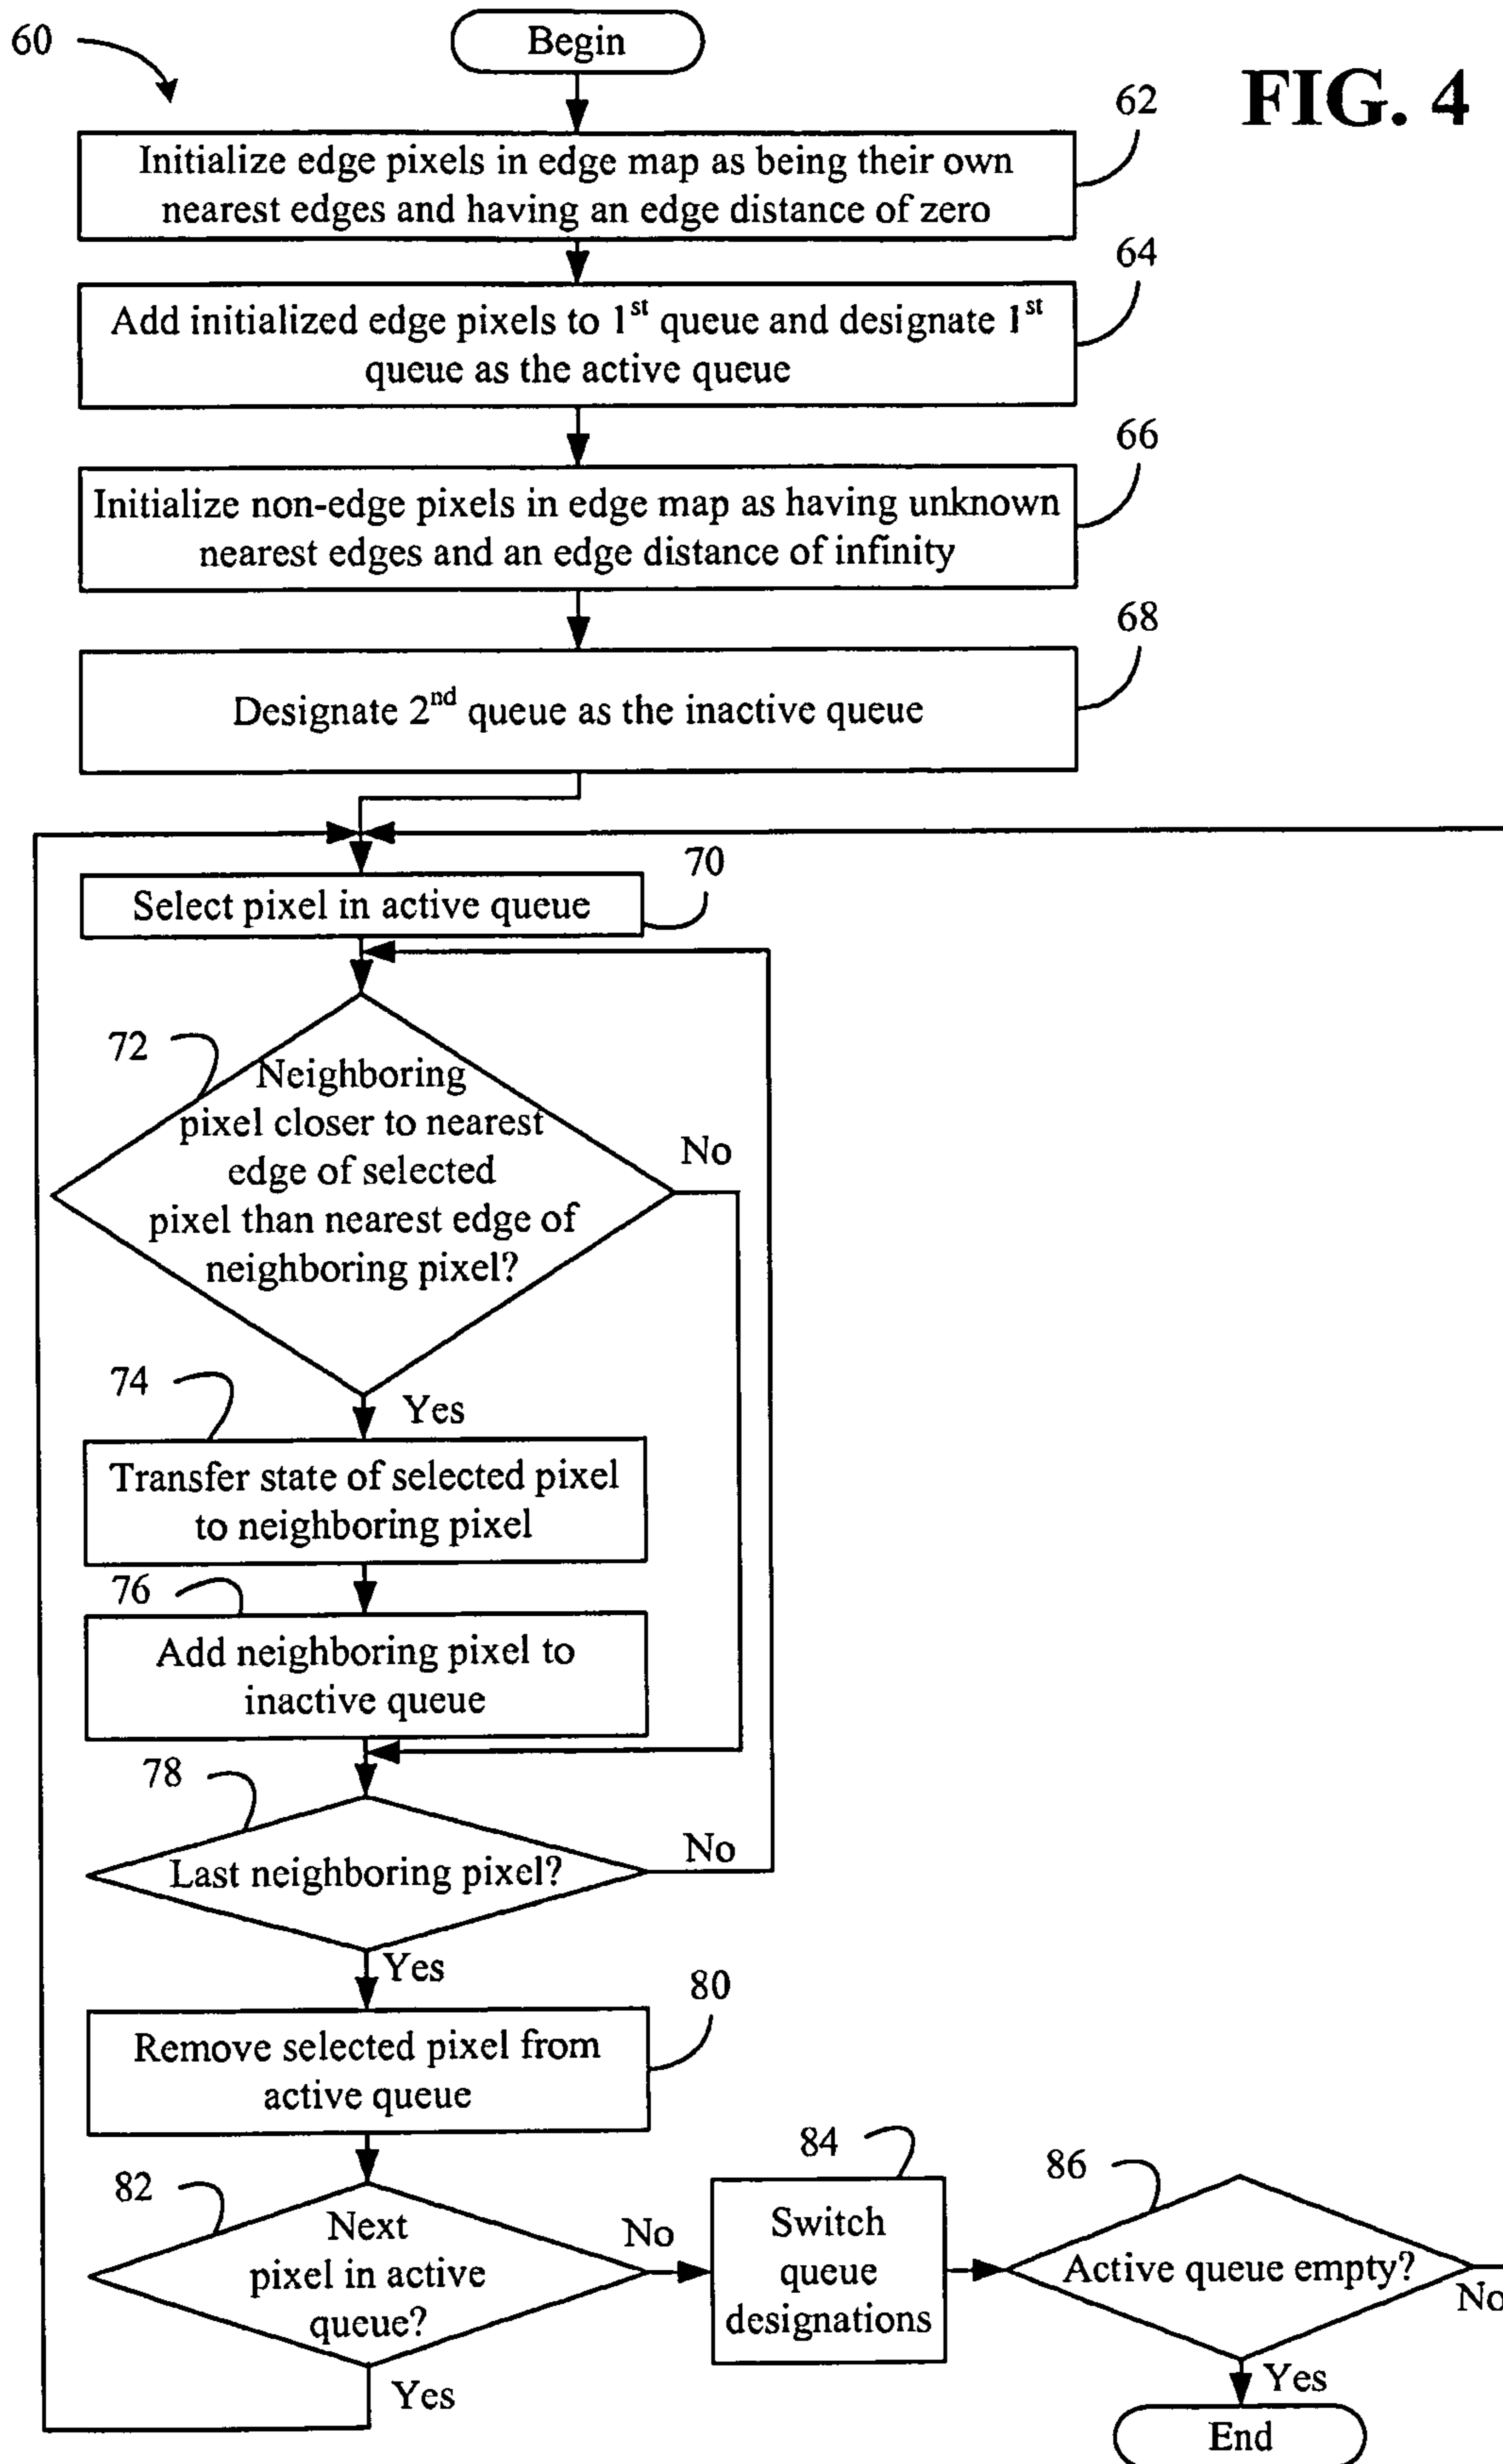 60
Begin
FIG. 4
62
Initialize edge pixels in edge map as being their own
nearest edges and having an edge distance of zero
64
Add initialized edge pixels to 1st queue and designate 1st
queue as the active queue
66
Initialize non-edge pixels in edge map as having unknown
nearest edges and an edge distance of infinity
68
Designate 2nd queue as the inactive queue
70
Select pixel in active queue
72
Neighboring
pixel closer to nearest
edge of selected
pixel than nearest edge of
neighboring pixel?
No
74
Yes
Transfer state of selected pixel
to neighboring pixel
76
Add neighboring pixel to
inactive queue
78
Last neighboring pixel?
No
Yes
80
Remove selected pixel from
active queue
82
Next
pixel in active
queue?
No
Yes
84
Switch
queue
designations
86
Active queue empty?
No
Yes
End